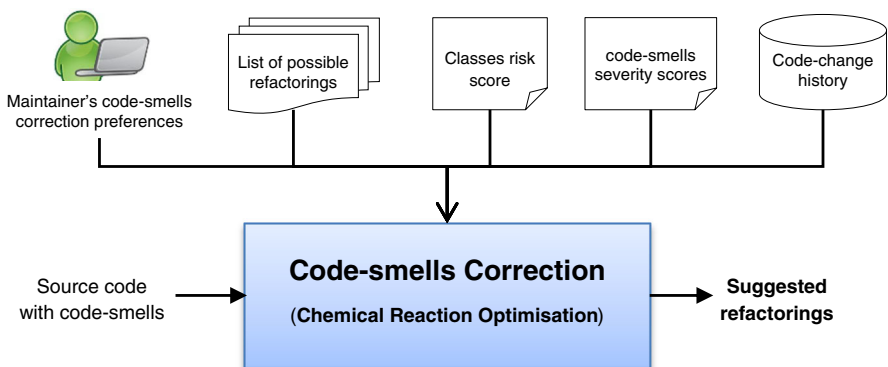 Maintainer's code-smells
correction preferences
List of possible
refactorings
Classes risk
score
code-smells
severity scores
Code-change
history
Source code
with code-smells
Code-smells Correction
(Chemical Reaction Optimisation)
Suggested
refactorings